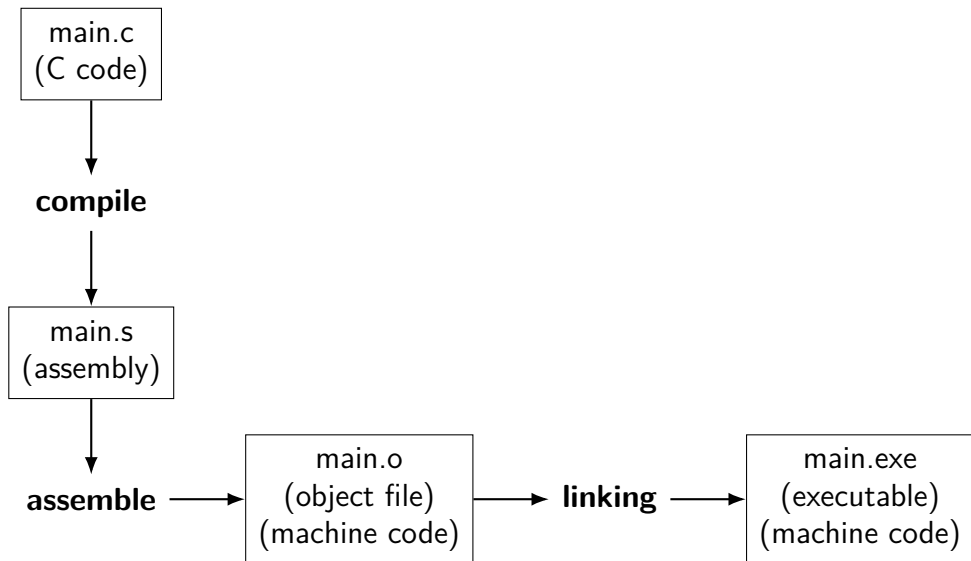 main.c
(C code)
compile
main.s
(assembly)
assemble
main.o
(object file)
(machine code)
linking
main.exe
(executable)
(machine code)